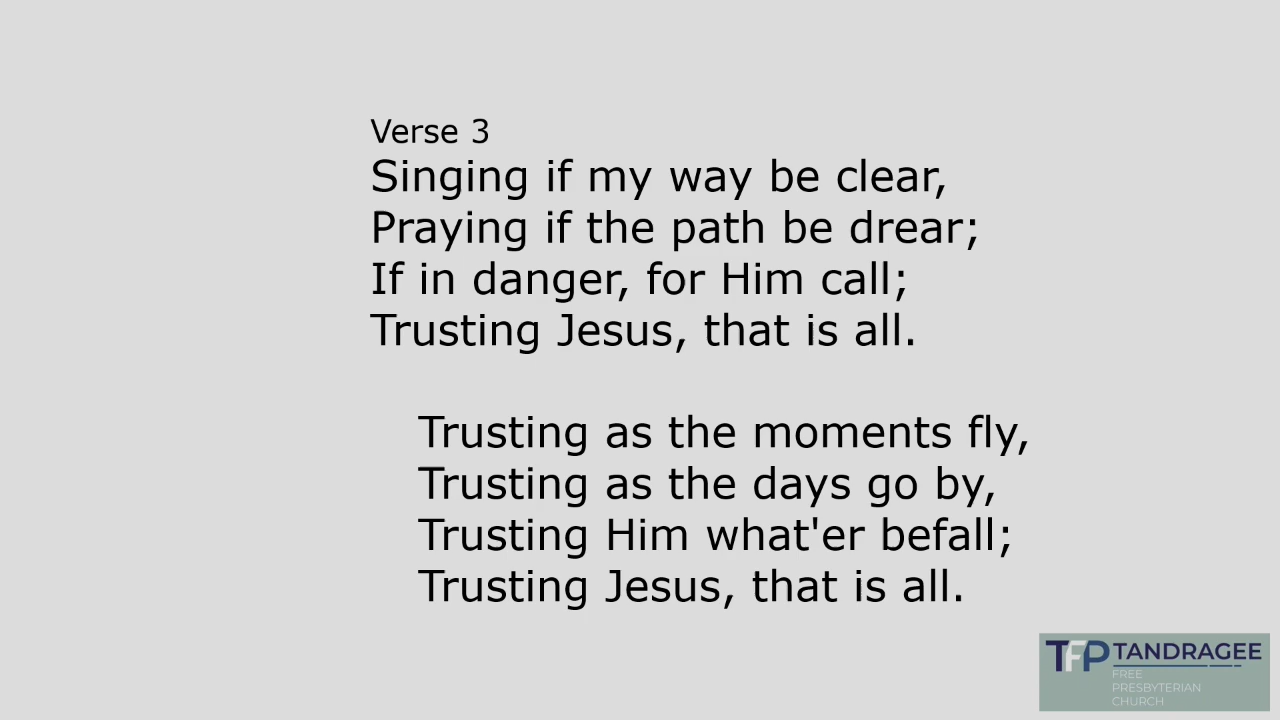 Verse 3
Singing if my way be clear,
Praying if the path be drear;
If in danger, for Him call;
Trusting Jesus, that is all.
Trusting as the moments fly,
Trusting as the days go by,
Trusting Him what'er befall;
Trusting Jesus, that is all.
TFP TANDRAGEE
FREE
PRESBYTERIAN
CHURCH